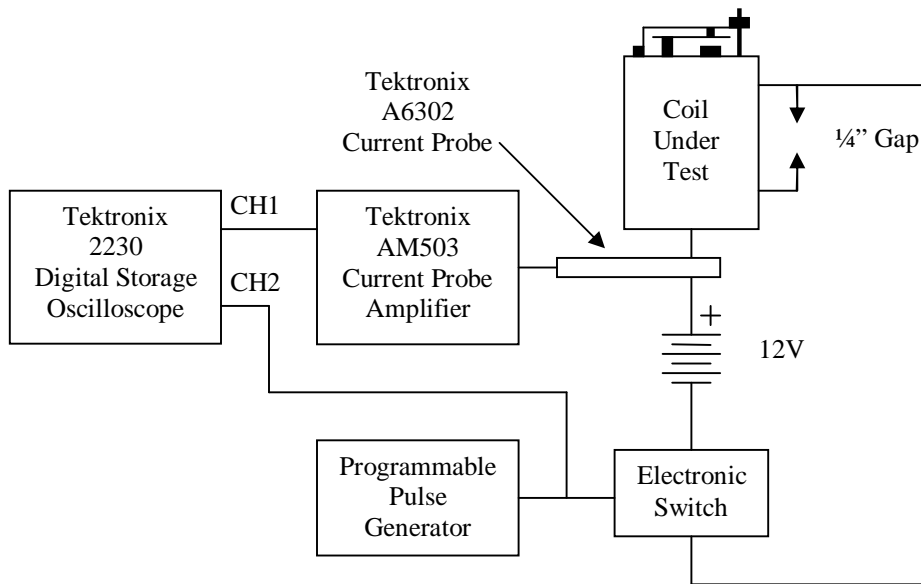 Tektronix
A6302
Current Probe
Coil
Under
Test
¼” Gap
Tektronix
2230
Digital Storage
Oscilloscope
CH1
CH2
Tektronix
AM503
Current Probe
Amplifier
+
12V
Programmable
Pulse
Generator
Electronic
Switch